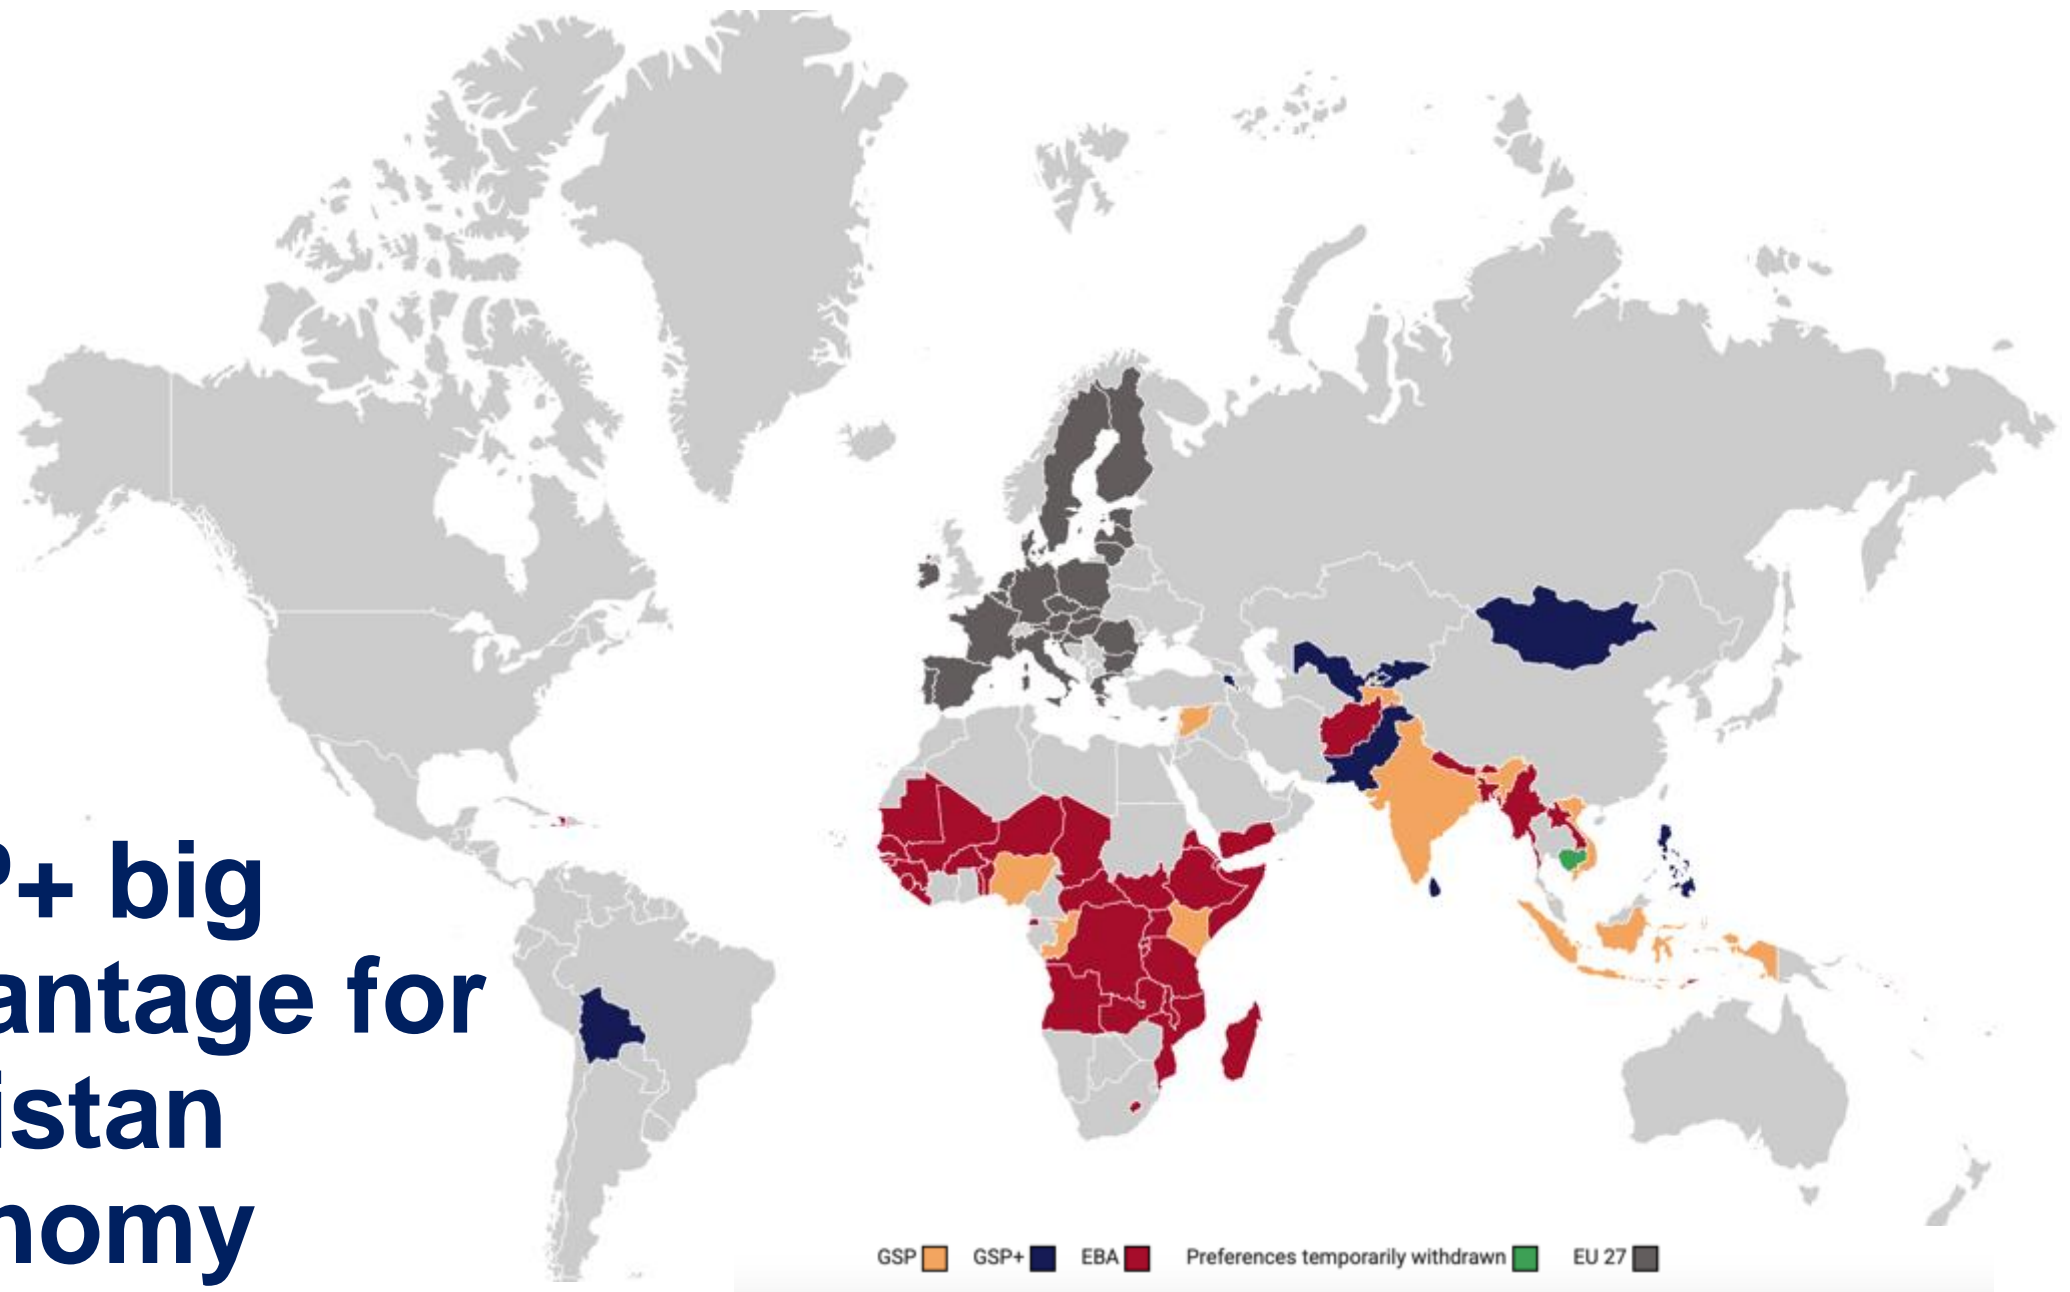 P+ big
antage for
istan
nomy
GSP GSP+ EBA Preferences temporarily withdrawn EU 27